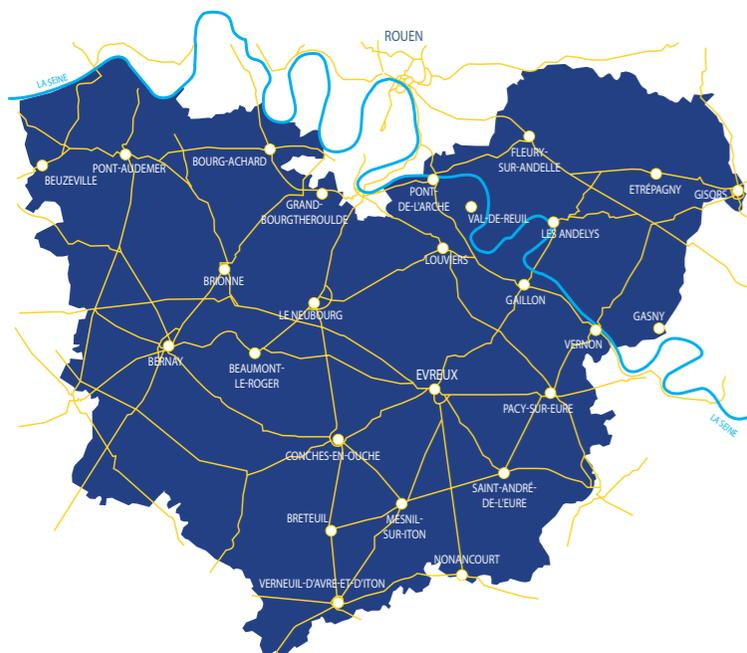 ROUEN
LA SEINE
BEUZEVILLE
PONT-AUDEMER
BOURG-ACHARD
GRAND-
BOURGTHEROULDE
PONT-
DE-L'ARCHE
FLEURY-
SUR-ANDELLE
ETRÉPAGNY
GISORS
VAL-DE-REUIL
LES ANDELYS
LOUVIERS
BRIONNE
GAILLON
LE NEUBOURG
GASNY
VERNON
BERNAY
BEAUMONT-
LE-ROGER
EVREUX
PACY-SUR-EURE
LA SEINE
CONCHES-EN-OUCHE
SAINT-ANDRÉ-
DE-L'EURE
BRETEUIL
MESNIL-
SUR-ITON
NONANCOURT
VERNEUIL-D'AVRE-ET-D'ITON